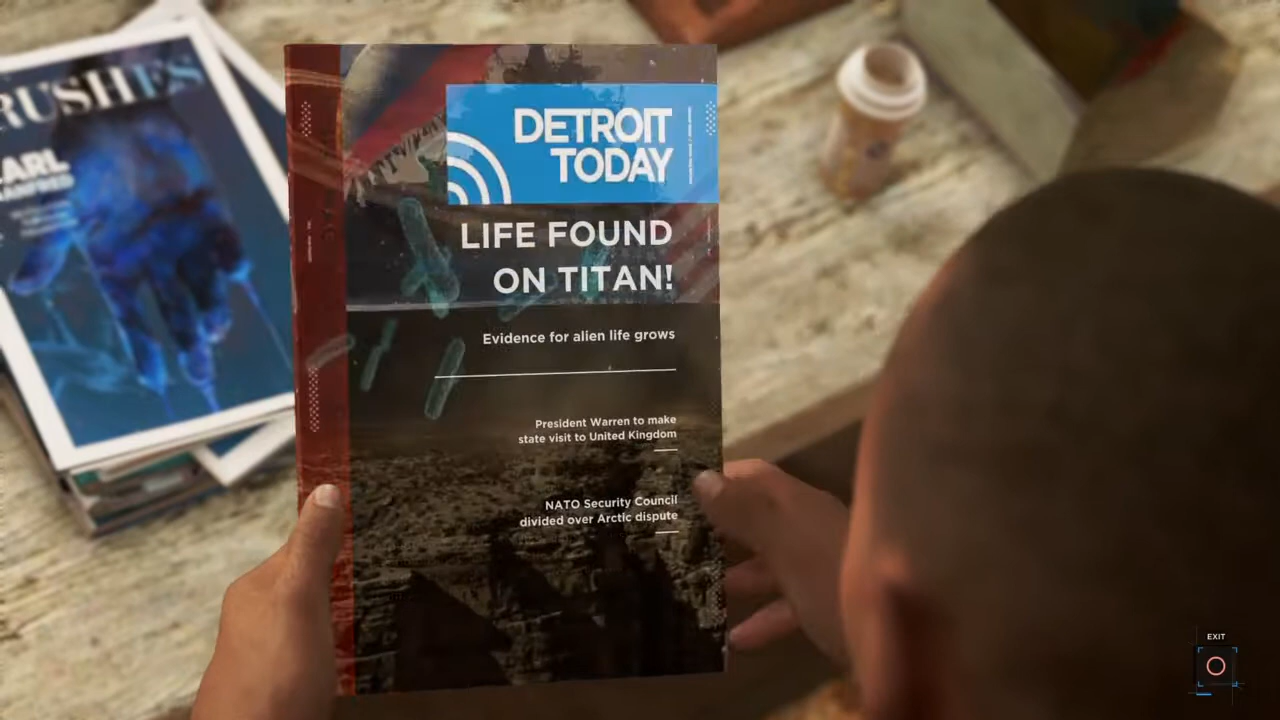 RUSHES
DETROIT
TODAY
LIFE FOUND
ON TITAN!
Evidence for alien life grows
President Warren to make
state visit to United Kingdom
NATO Security Council
divided over Arctic dispute
EXIT